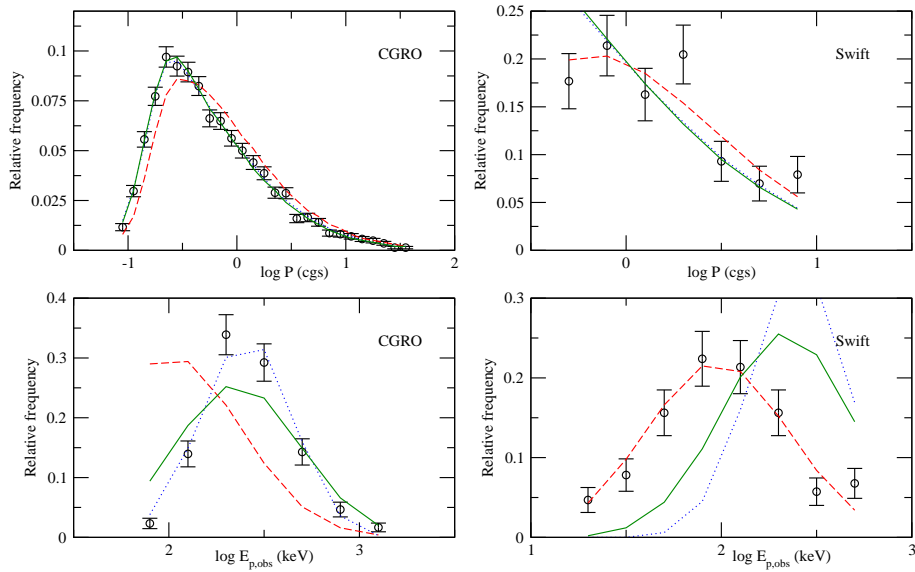 0.1
0.075
0.05
0.025
0
Relative frequency
CGRO
-1
0
1
2
log P (cgs)
0.25
0.2
0.15
0.1
0.05
0
Relative frequency
Swift
0
1
log P (cgs)
0.4
0.3
0.2
0.1
0
Relative frequency
CGRO
2
3
log E_{p,obs} (keV)
0.3
0.2
0.1
0
Relative frequency
Swift
1
2
3
log E_{p,obs} (keV)